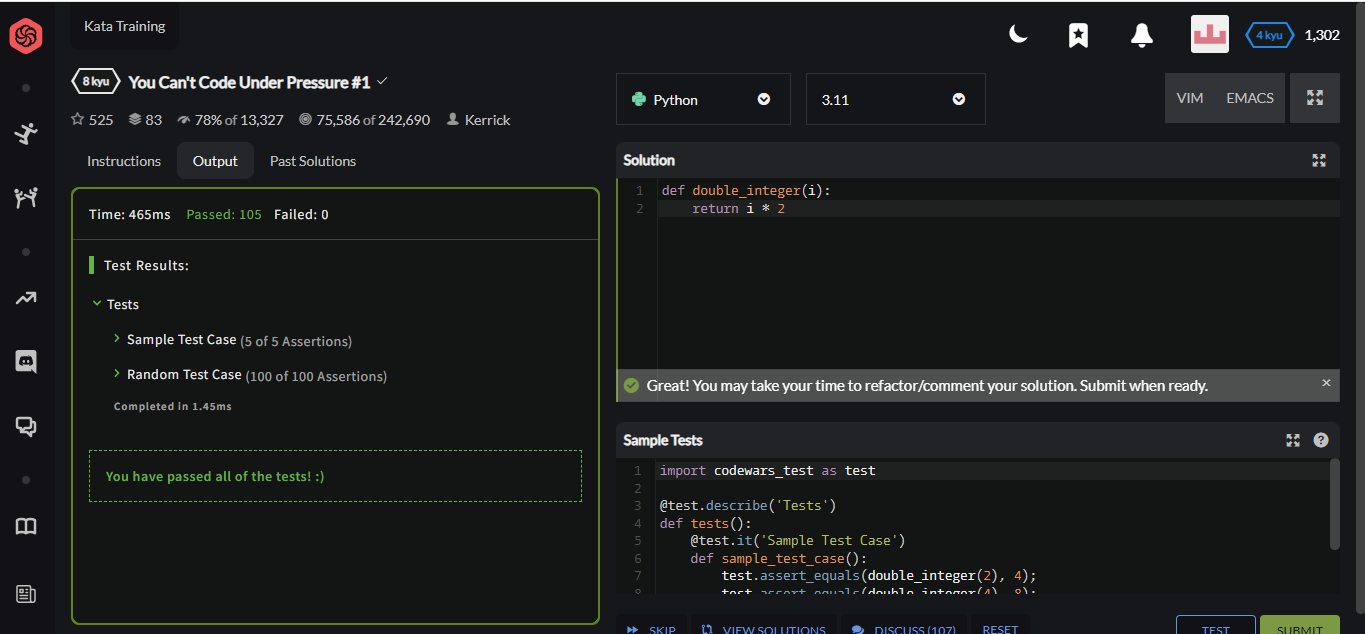 Kata Training
4 kyu 1,302
8 kyu You Can't Code Under Pressure #1
525 83 78% of 13,327 75,586 of 242,690 Kerrick
Instructions Output Past Solutions
Time: 465ms Passed: 105 Failed: 0
Test Results:
Tests
Sample Test Case (5 of 5 Assertions)
Random Test Case (100 of 100 Assertions)
Completed in 1.45ms
You have passed all of the tests! :)
Python 3.11 VIM EMACS
Solution
1 def double_integer(i):
2     return i * 2
Great! You may take your time to refactor/comment your solution. Submit when ready.
Sample Tests
1 import codewars_test as test
2
3 @test.describe('Tests')
4 def tests():
5     @test.it('Sample Test Case')
6     def sample_test_case():
7         test.assert_equals(double_integer(2), 4);
8         test.assert_equals(double_integer(4), 8);
SKIP VIEW SOLUTIONS DISCUSS (107) RESET TEST SUBMIT